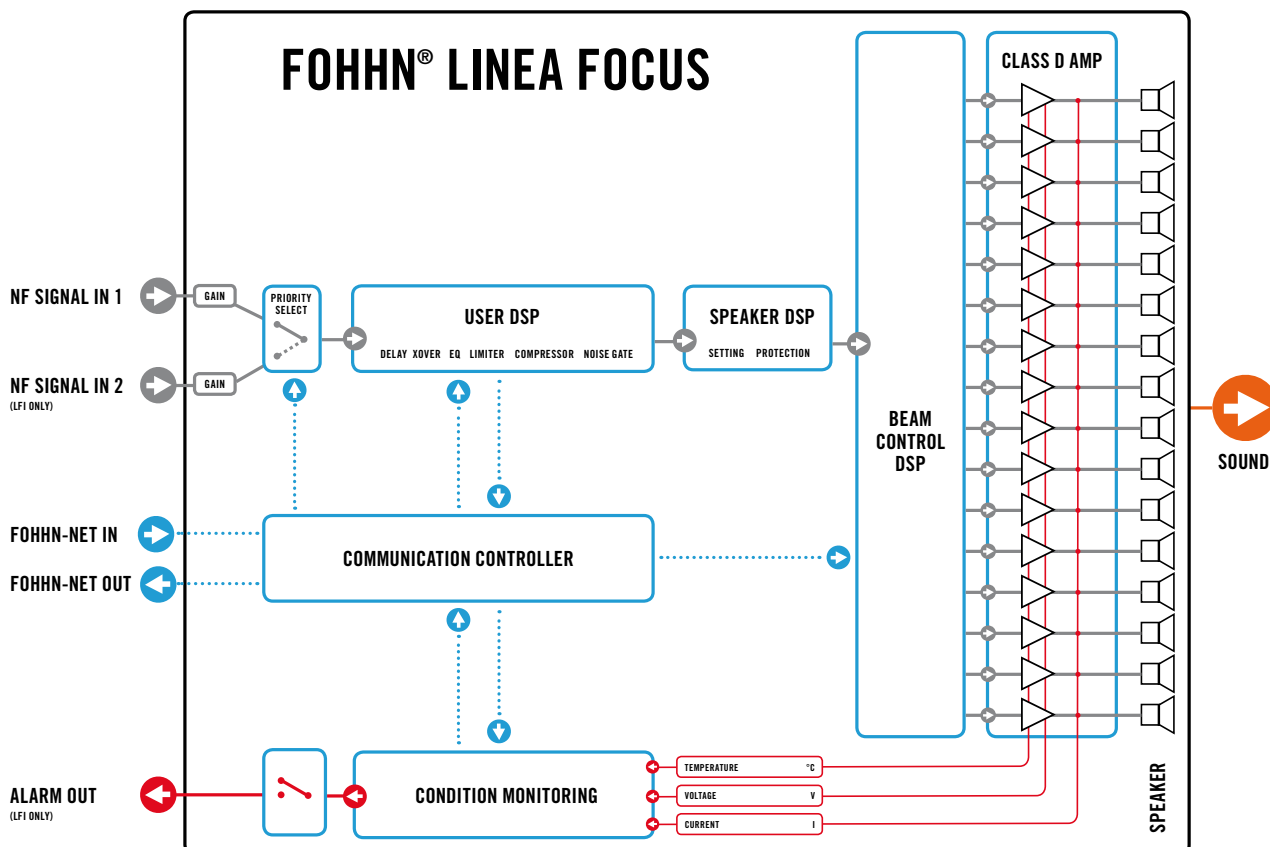 FOHHN® LINEA FOCUS
CLASS D AMP
NF SIGNAL IN 1
GAIN
PRIORITY
SELECT
USER DSP
DELAY XOVER EQ LIMITER COMPRESSOR NOISE GATE
SPEAKER DSP
SETTING PROTECTION
NF SIGNAL IN 2
(LFI ONLY)
GAIN
BEAM
CONTROL
DSP
SOUND
FOHHN-NET IN
FOHHN-NET OUT
COMMUNICATION CONTROLLER
ALARM OUT
(LFI ONLY)
CONDITION MONITORING
TEMPERATURE °C
VOLTAGE V
CURRENT I
SPEAKER